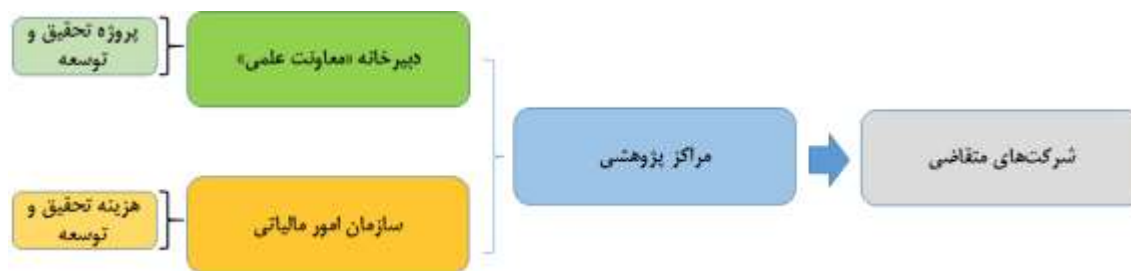 شرکت‌های متقاضی
مراکز پژوهشی
دبیرخانه «معاونت علمی»
پروژه تحقیق و
توسعه
سازمان امور مالیاتی
هزینه تحقیق و
توسعه